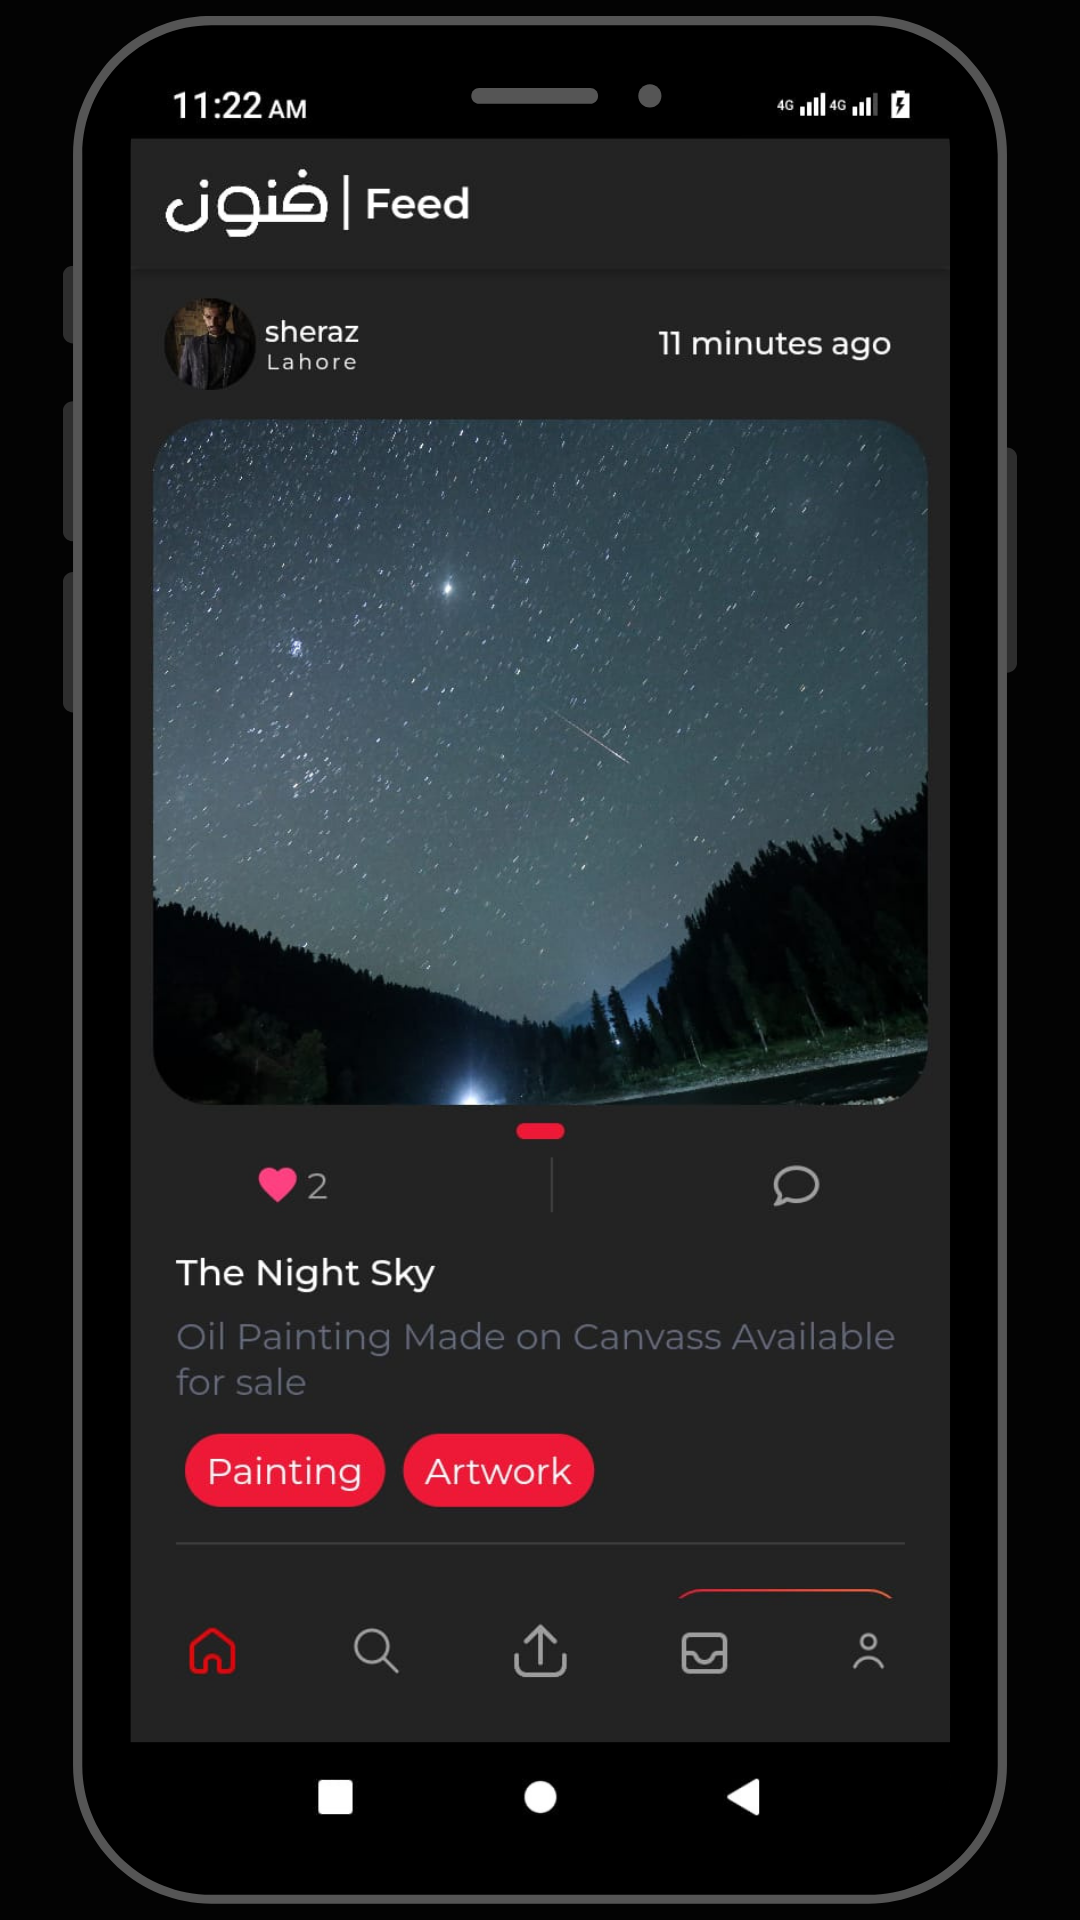 11:22 AM
4G 4G
فنون | Feed
sheraz
Lahore
11 minutes ago
2
The Night Sky
Oil Painting Made on Canvass Available
for sale
Painting Artwork